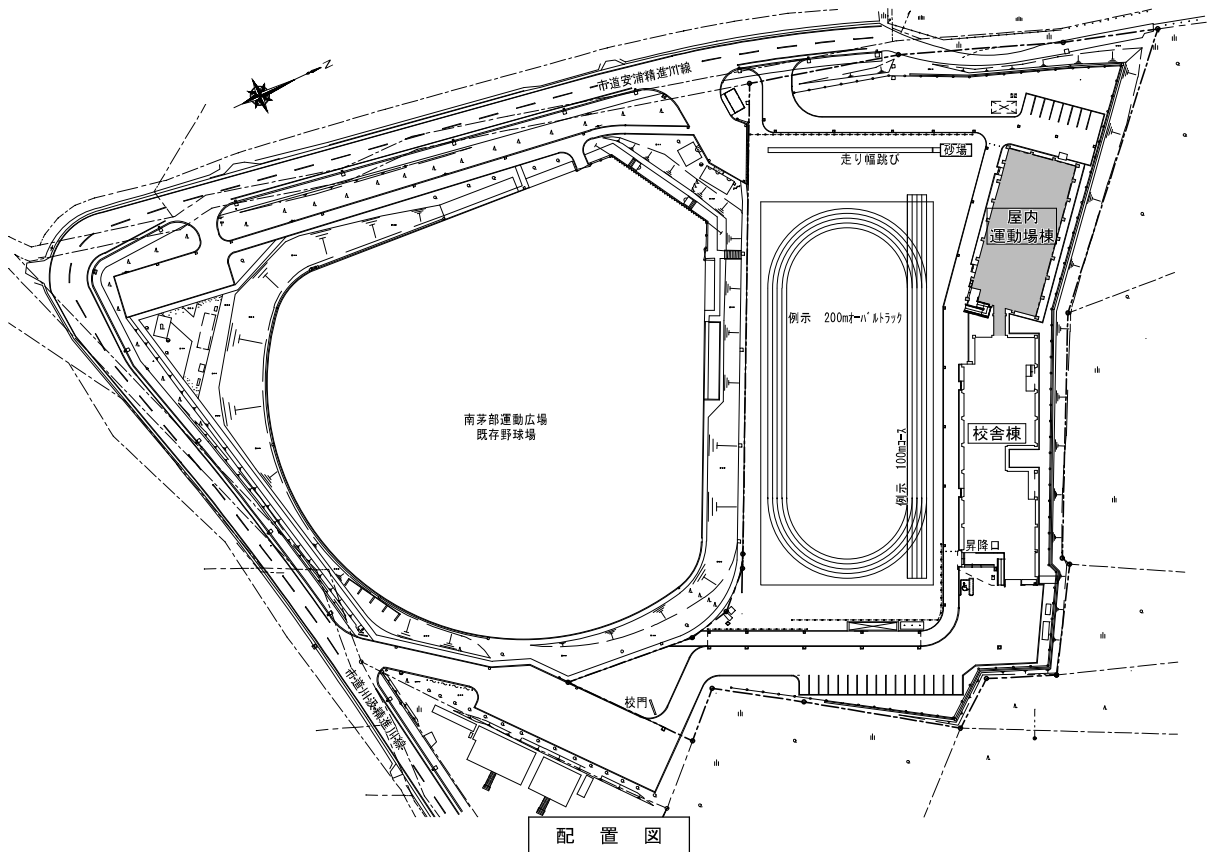 市道安浦精進川線
N
走り幅跳び
砂場
屋内
運動場棟
例示 200mオーバルトラック
南茅部運動広場
既存野球場
校舎棟
例示 100mコース
昇降口
校門
市道川汲精進川線
配置図